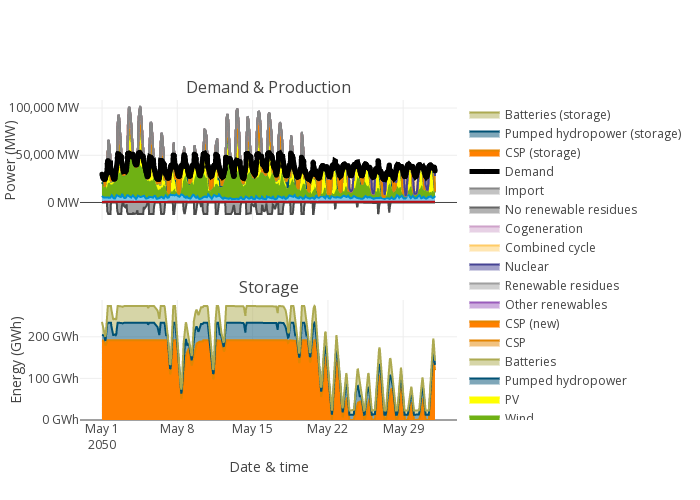 Demand & Production
100,000 MW
50,000 MW
0 MW
Power (MW)
Storage
200 GWh
100 GWh
0 GWh
Energy (GWh)
May 1
2050
May 8
May 15
May 22
May 29
Date & time
Batteries (storage)
Pumped hydropower (storage)
CSP (storage)
Demand
Import
No renewable residues
Cogeneration
Combined cycle
Nuclear
Renewable residues
Other renewables
CSP (new)
CSP
Batteries
Pumped hydropower
PV
Wind